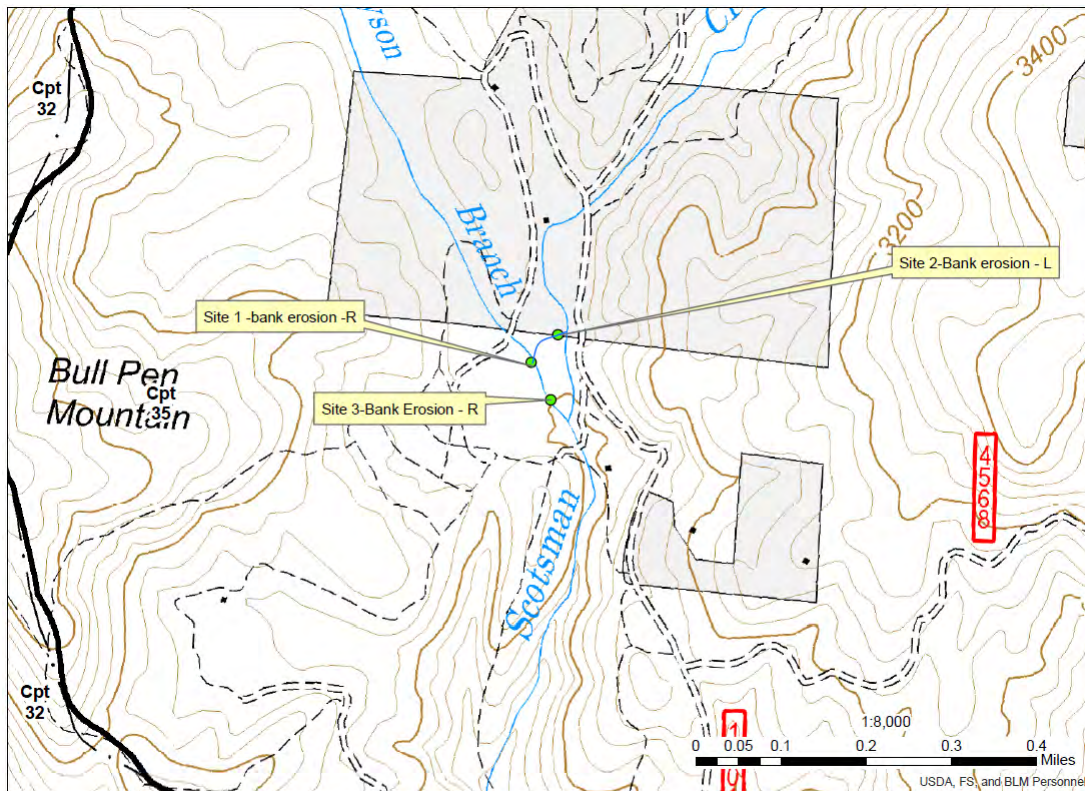 yson
Cr
3400
Cpt
32
Branch
3200
Site 2-Bank erosion - L
Site 1 -bank erosion -R
Bull Pen
Mountain
Cpt
35
Site 3-Bank Erosion - R
4
5
6
8
Scotsman
Cpt
32
1
1:8,000
0 0.05 0.1 0.2 0.3 0.4
Miles
USDA, FS, and BLM Personnel